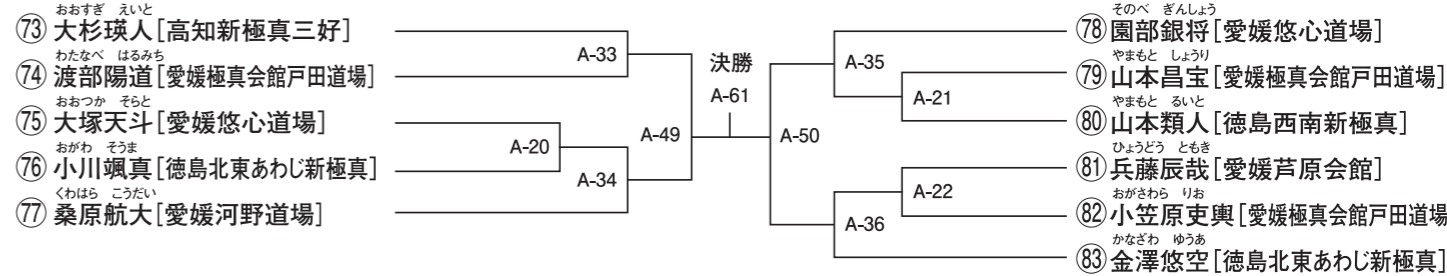 おおすぎ えいと
73 大杉瑛人[高知新極真三好]
わたなべ はるみち
74 渡部陽道[愛媛極真会館戸田道場]
おおつか そらと
75 大塚天斗[愛媛悠心道場]
おがわ そうま
76 小川颯真[徳島北東あわじ新極真]
くわはら こうだい
77 桑原航大[愛媛河野道場]
A-33
A-20
A-34
A-49
決勝
A-61
A-50
A-35
A-21
A-22
A-36
そのべ ぎんしょう
78 園部銀将[愛媛悠心道場]
やまもと しょうり
79 山本昌宝[愛媛極真会館戸田道場]
やまもと るいと
80 山本類人[徳島西南新極真]
ひょうどう ともき
81 兵藤辰哉[愛媛芦原会館]
おがさわら りお
82 小笠原吏輿[愛媛極真会館戸田道場
かなざわ ゆうあ
83 金澤悠空[徳島北東あわじ新極真]